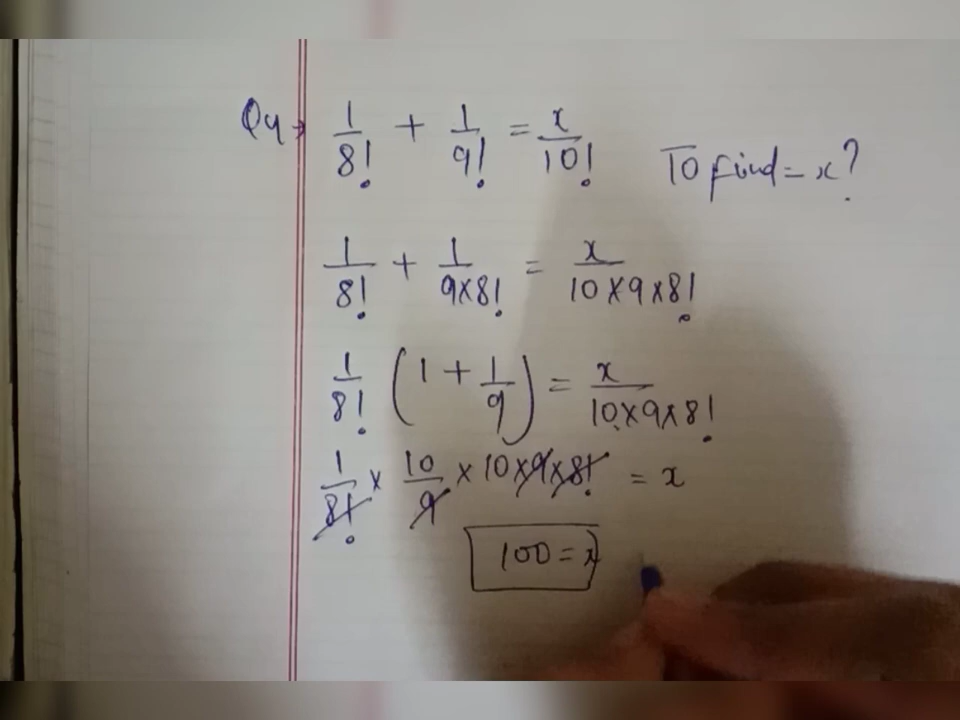 Q4→ 1/8! + 1/9! = x/10! To find = x?
1/8! + 1/9×8! = x/10×9×8!
1/8! (1 + 1/9) = x/10×9×8!
1/8! × 10/9 × 10×9×8! = x
100 = x